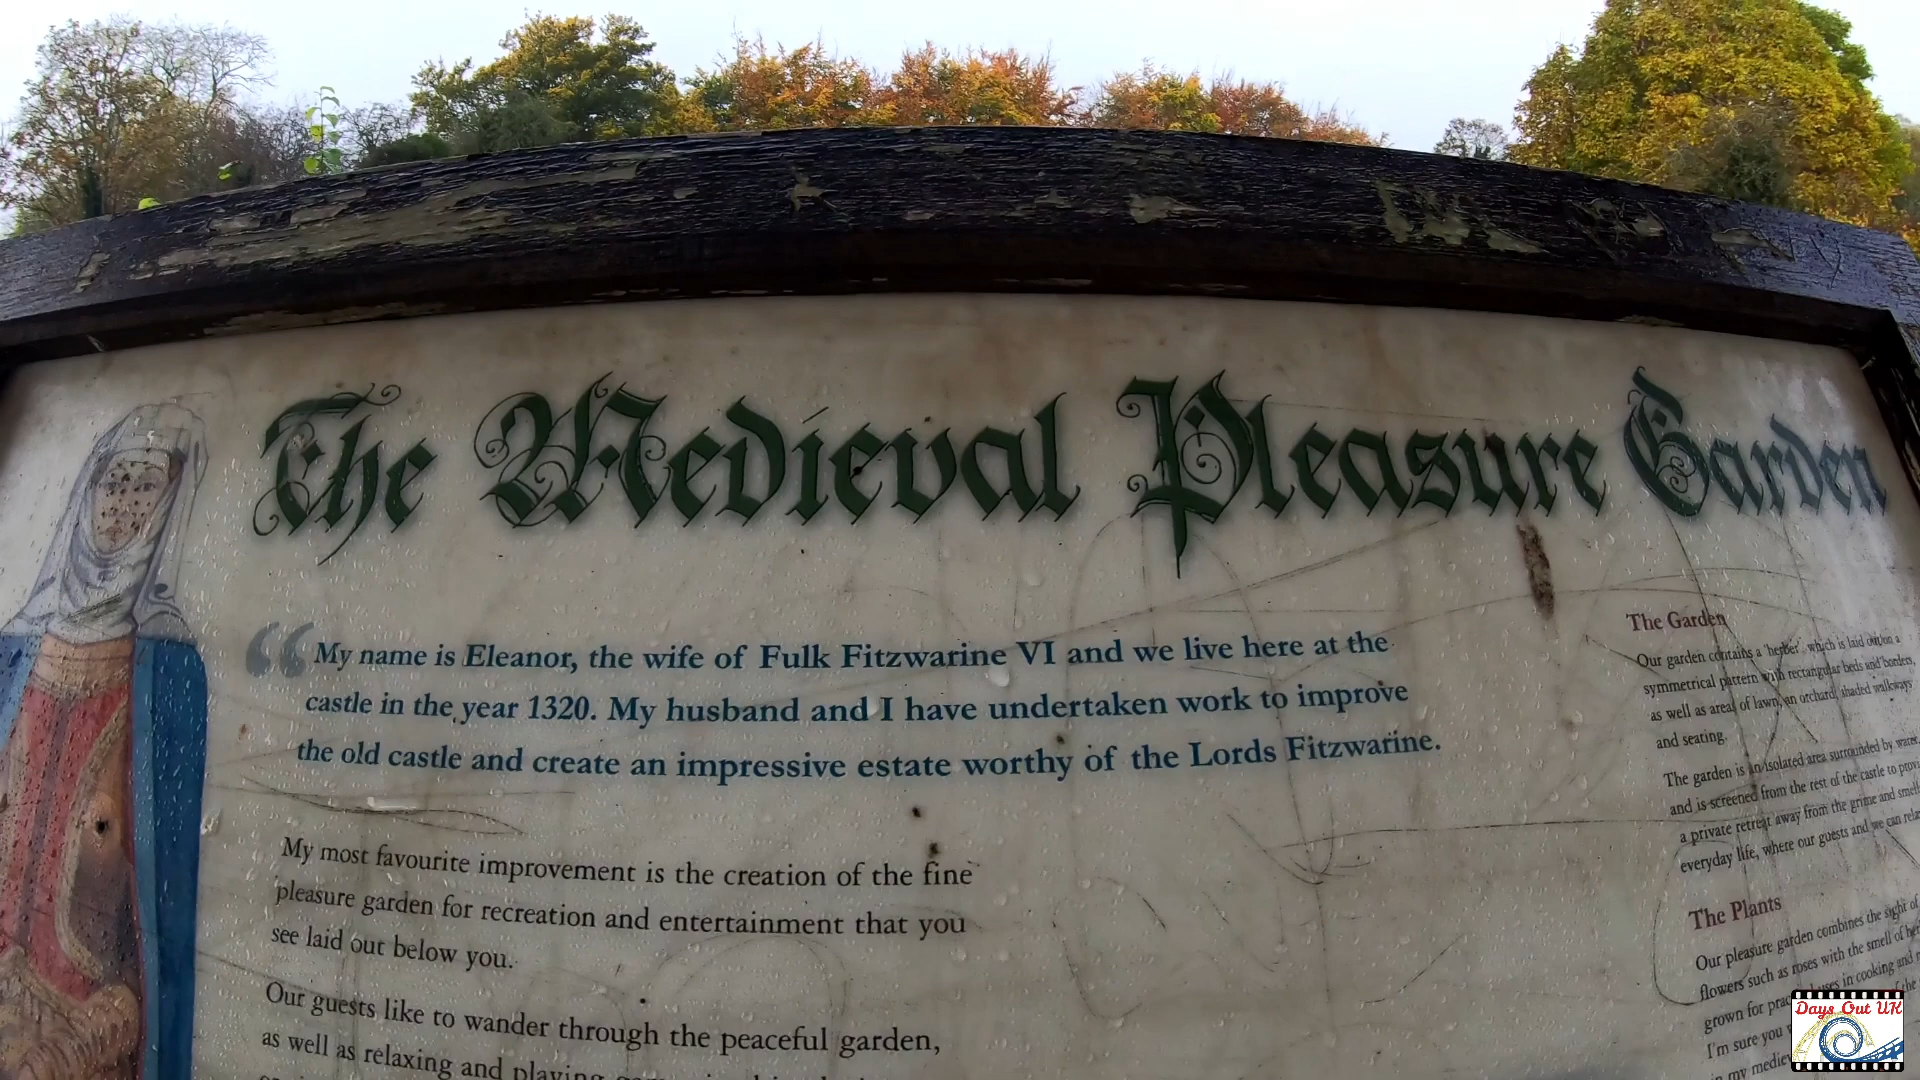 The Medieval Pleasure Garden
“My name is Eleanor, the wife of Fulk Fitzwarine VI and we live here at the
castle in the year 1320. My husband and I have undertaken work to improve
the old castle and create an impressive estate worthy of the Lords Fitzwarine.
My most favourite improvement is the creation of the fine
pleasure garden for recreation and entertainment that you
see laid out below you.
Our guests like to wander through the peaceful garden,
as well as relaxing and playing
The Garden
Our garden contains a 'herber' which is laid out on a
symmetrical pattern with rectangular beds and borders,
as well as areas of lawn, an orchard, shaded walkways
and seating.
The garden is an isolated area surrounded by water
and is screened from the rest of the castle to
a private retreat away from the grime and
everyday life, where our guests and we can
The Plants
Our pleasure garden combines the sight of
flowers such as roses with the smell of
grown for uses in cooking and
I'm sure you
in my
Days Out UK